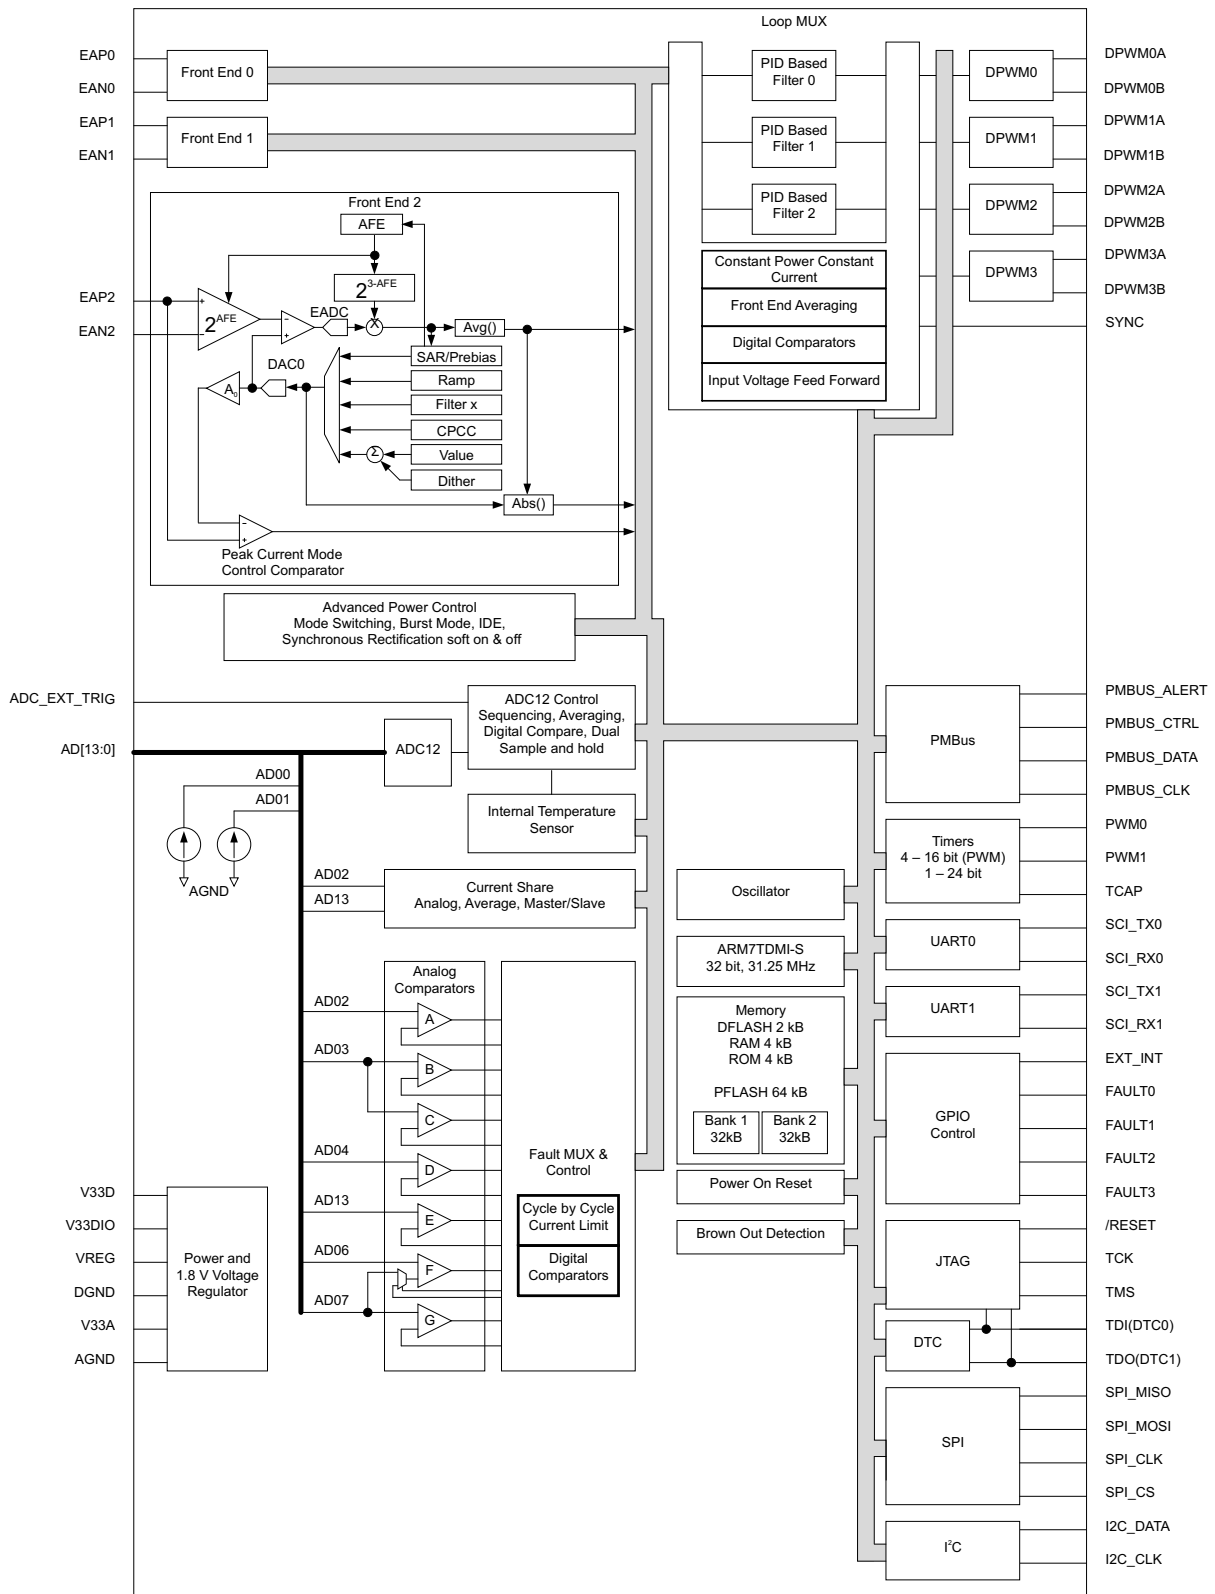 Loop MUX
EAP0
EAN0
EAP1
EAN1
Front End 0
Front End 1
PID Based
Filter 0
PID Based
Filter 1
PID Based
Filter 2
Constant Power Constant
Current
Front End Averaging
Digital Comparators
Input Voltage Feed Forward
DPWM0
DPWM1
DPWM2
DPWM3
DPWM0A
DPWM0B
DPWM1A
DPWM1B
DPWM2A
DPWM2B
DPWM3A
DPWM3B
SYNC
Front End 2
AFE
2^3-AFE
EAP2
EAN2
+
-
2^AFE
-
+
EADC
X
Avg()
DAC0
A0
SAR/Prebias
Ramp
Filter x
CPCC
Σ
Value
Dither
Abs()
-
+
Peak Current Mode
Control Comparator
Advanced Power Control
Mode Switching, Burst Mode, IDE,
Synchronous Rectification soft on & off
ADC_EXT_TRIG
AD[13:0]
ADC12
ADC12 Control
Sequencing, Averaging,
Digital Compare, Dual
Sample and hold
AD00
AD01
AGND
Internal Temperature
Sensor
AD02
AD13
Current Share
Analog, Average, Master/Slave
Analog
Comparators
AD02
A
AD03
B
C
AD04
D
AD13
E
AD06
F
AD07
G
Fault MUX &
Control
Cycle by Cycle
Current Limit
Digital
Comparators
V33D
V33DIO
VREG
DGND
V33A
AGND
Power and
1.8 V Voltage
Regulator
Oscillator
ARM7TDMI-S
32 bit, 31.25 MHz
Memory
DFLASH 2 kB
RAM 4 kB
ROM 4 kB
PFLASH 64 kB
Bank 1
32kB
Bank 2
32kB
Power On Reset
Brown Out Detection
PMBus
PMBUS_ALERT
PMBUS_CTRL
PMBUS_DATA
PMBUS_CLK
Timers
4 – 16 bit (PWM)
1 – 24 bit
PWM0
PWM1
TCAP
UART0
SCI_TX0
SCI_RX0
UART1
SCI_TX1
SCI_RX1
GPIO
Control
EXT_INT
FAULT0
FAULT1
FAULT2
FAULT3
JTAG
/RESET
TCK
TMS
DTC
TDI(DTC0)
TDO(DTC1)
SPI
SPI_MISO
SPI_MOSI
SPI_CLK
SPI_CS
I²C
I2C_DATA
I2C_CLK